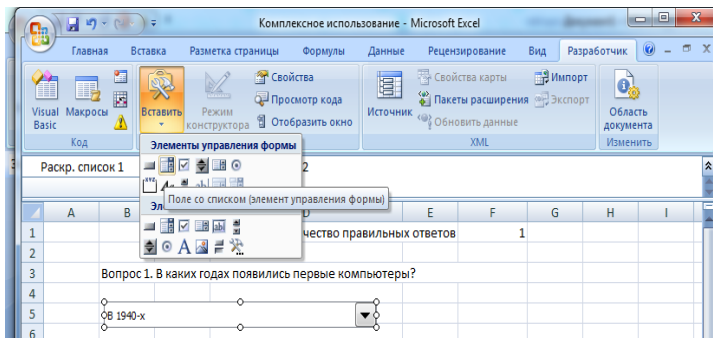 Комплексное использование - Microsoft Excel
Главная Вставка Разметка страницы Формулы Данные Рецензирование Вид Разработчик
Visual Basic Макросы Вставить Режим конструктора Свойства Просмотр кода Отобразить окно Источник Свойства карты Пакеты расширения Обновить данные Импорт Экспорт Область документа
Код XML Изменить
Элементы управления формы
Раскр. список 1 2
Поле со списком (элемент управления формы)
Эл
A B D E F G H I
1 чество правильных ответов 1
2
3 Вопрос 1. В каких годах появились первые компьютеры?
4
5 В 1940-х
6